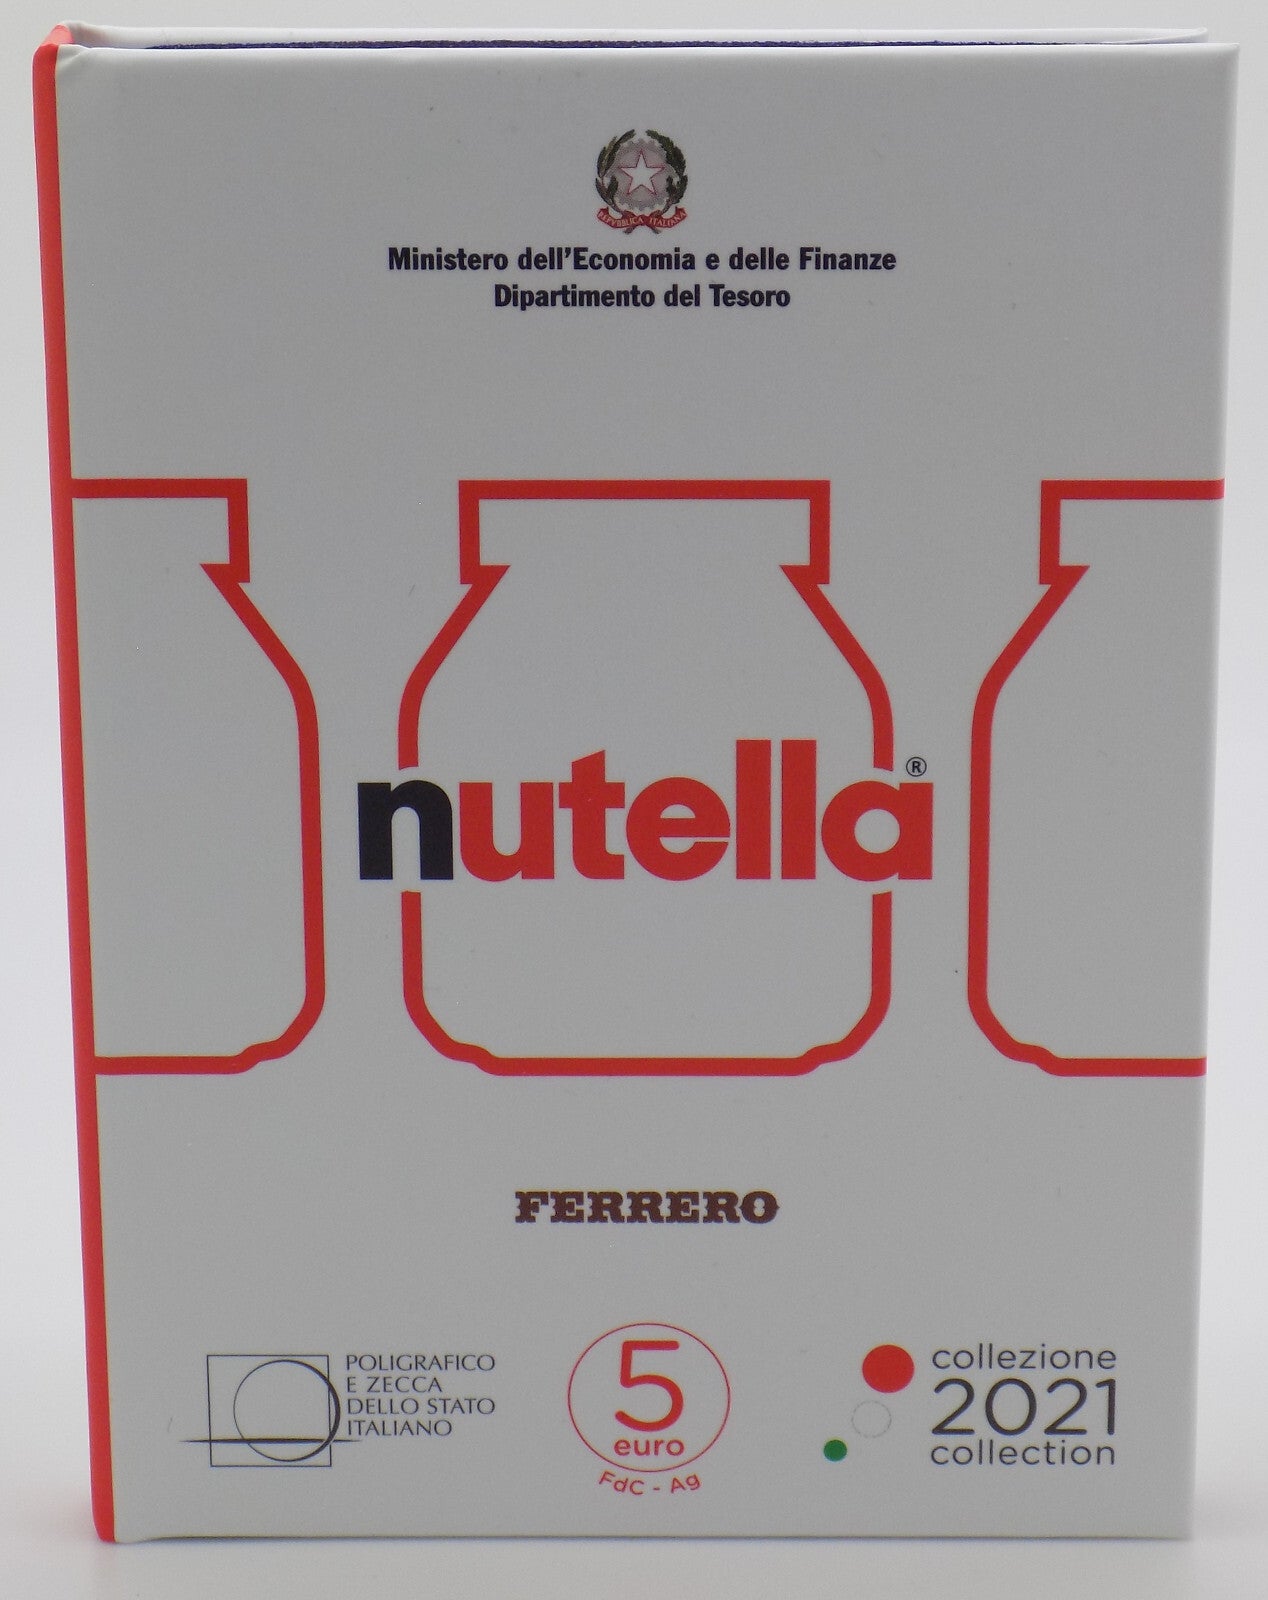 REPVBBLICA ITALIANA
Ministero dell'Economia e delle Finanze
Dipartimento del Tesoro
nutella®
FERRERO
POLIGRAFICO
E ZECCA
DELLO STATO
ITALIANO
5
euro
FdC - Ag
collezione
2021
collection